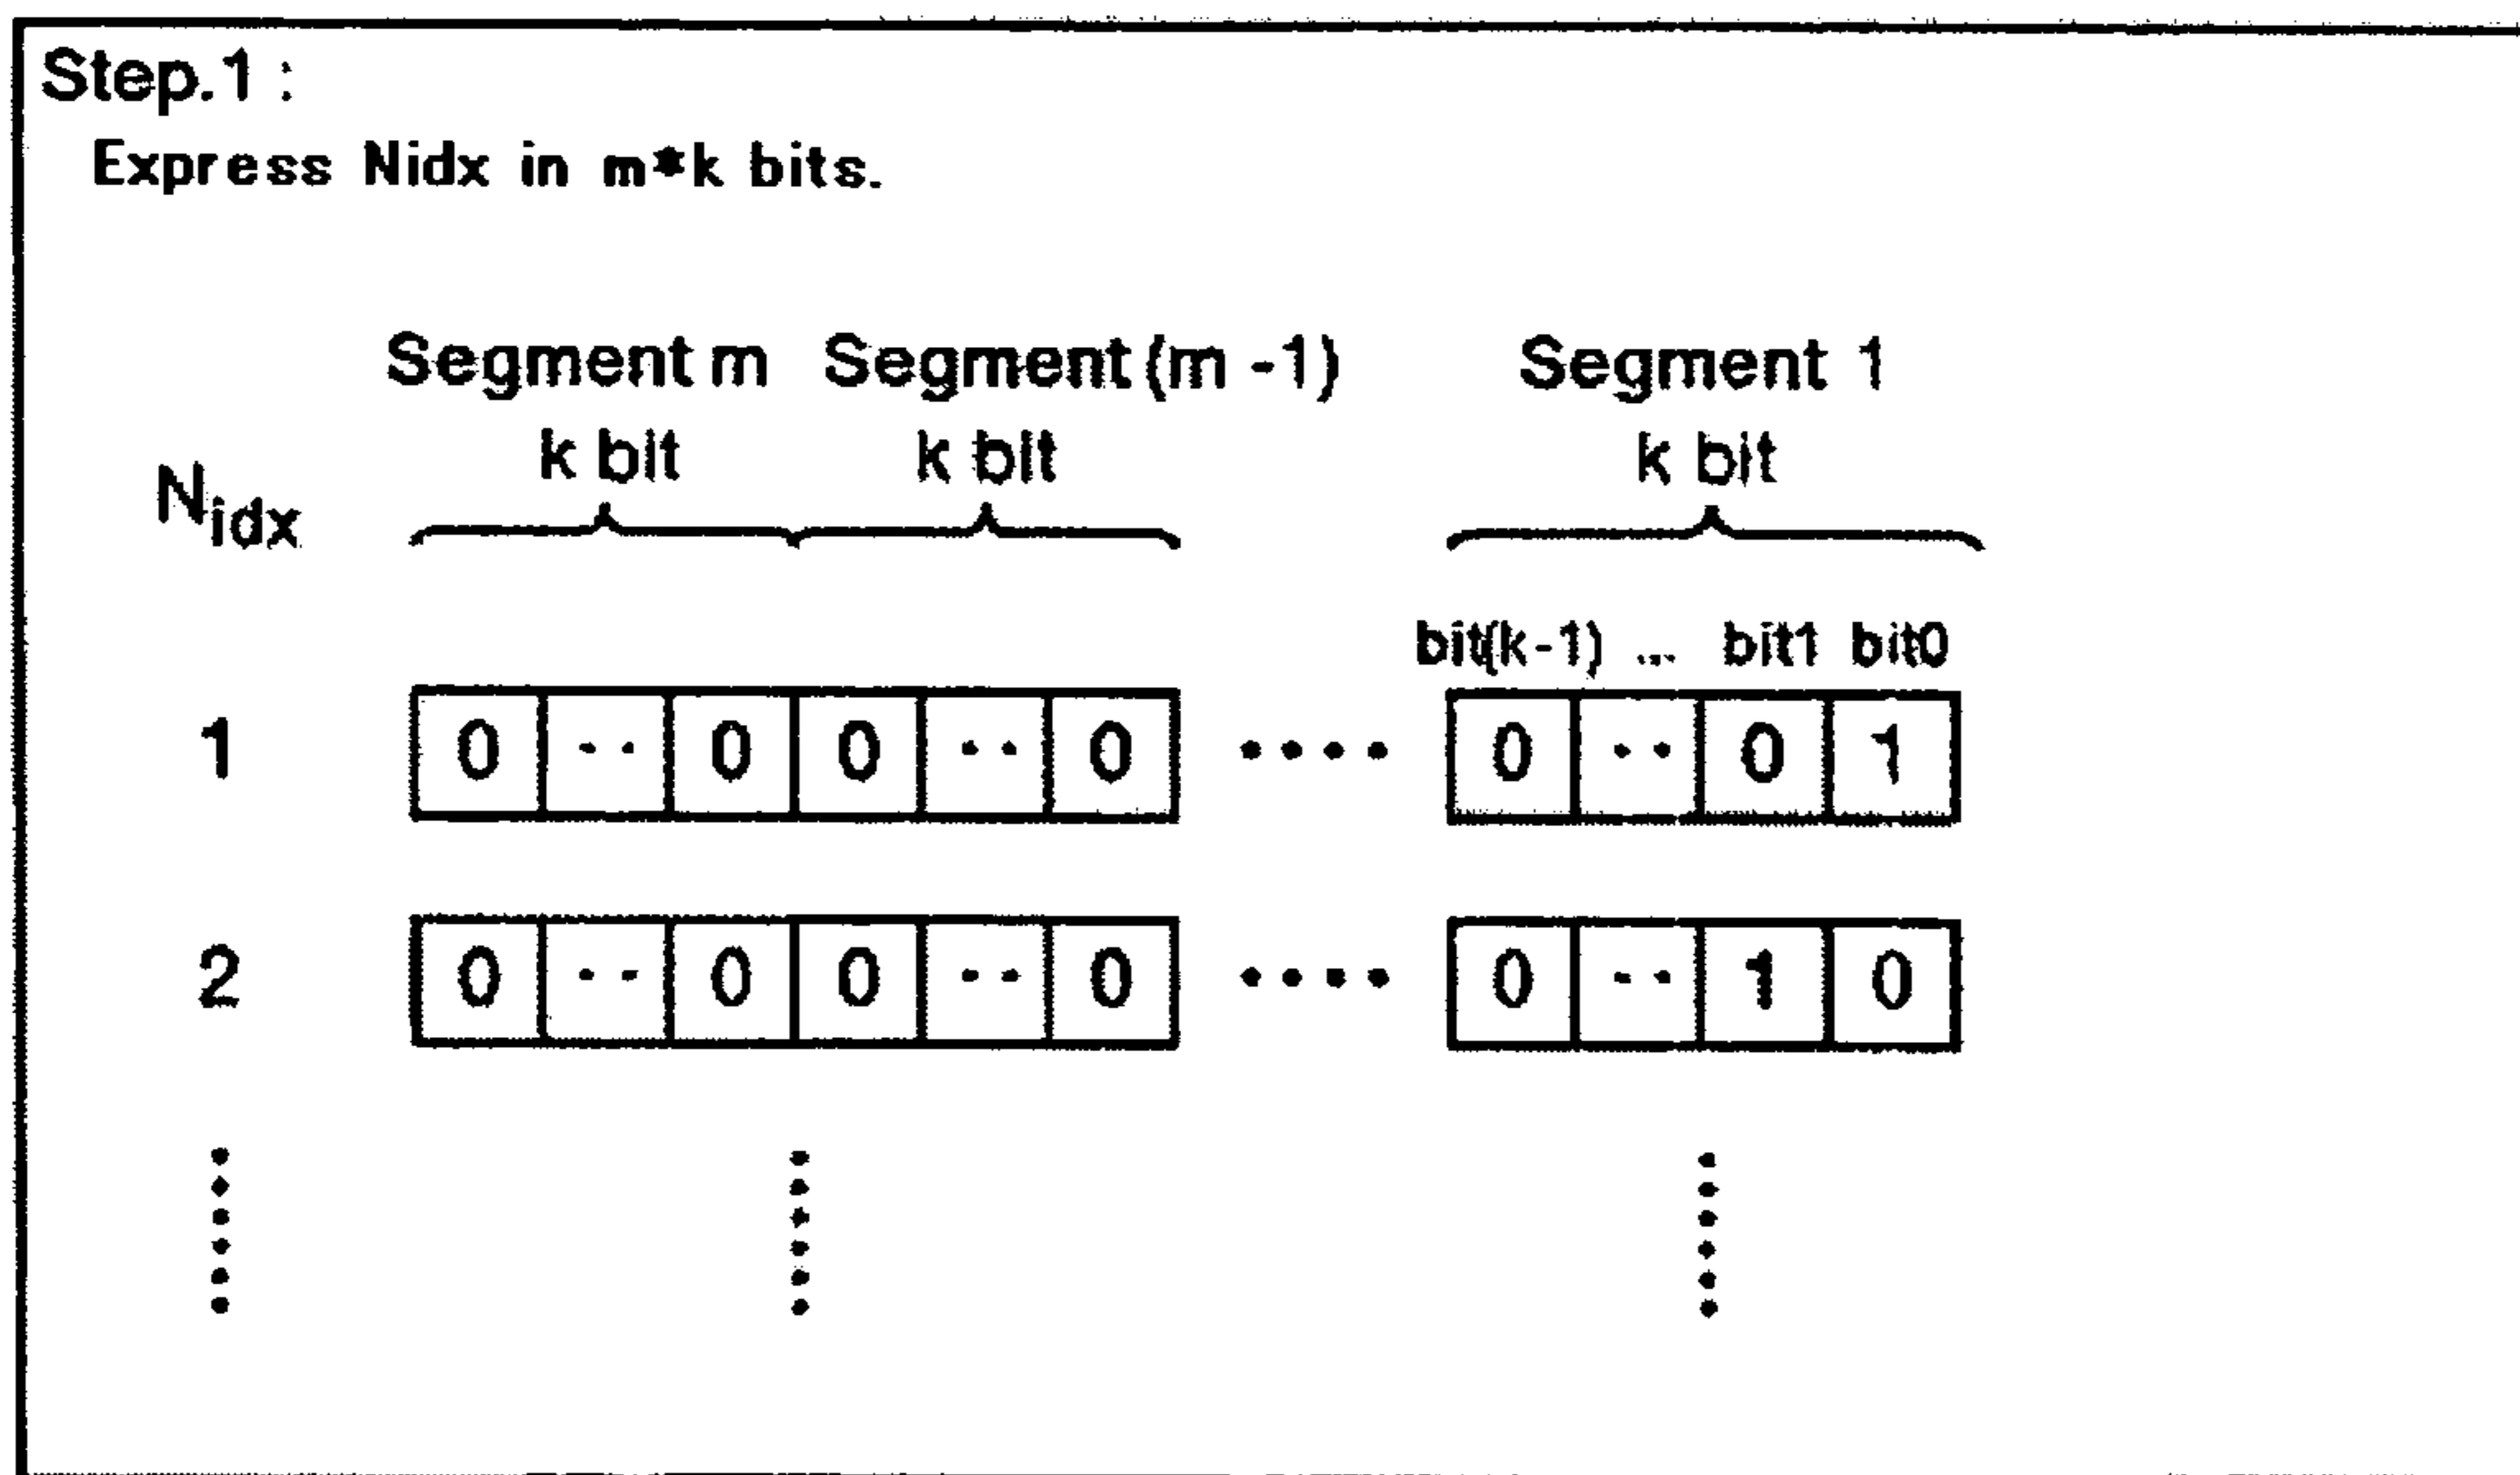 Step.1 :
Express Nidx in m*k bits.
Segment m Segment (m -1) Segment 1
k bit k bit k bit
Nidx
bit(k-1) ... bit1 bit0
1 0 .. 0 0 .. 0 .... 0 .. 0 1
2 0 .. 0 0 .. 0 .... 0 .. 1 0